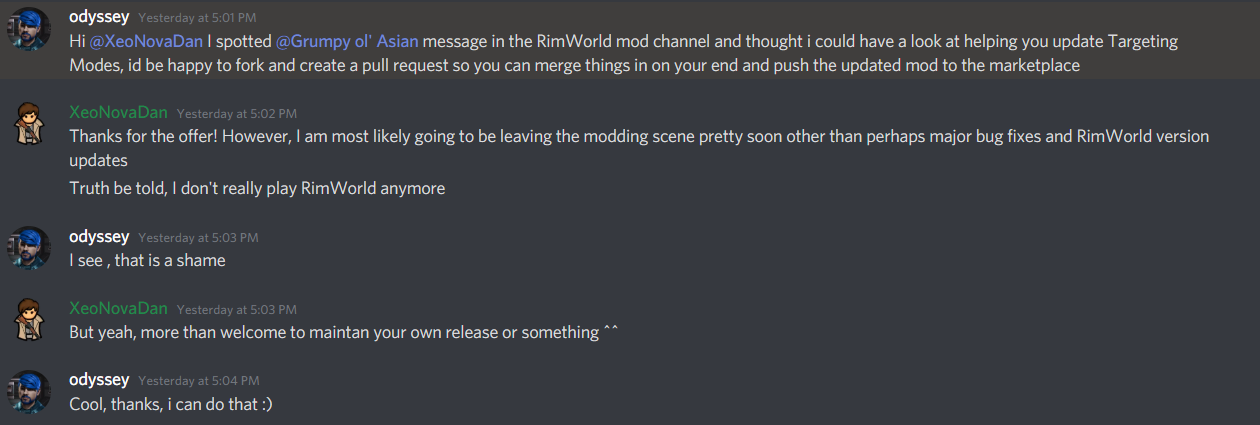 odyssey Yesterday at 5:01 PM
Hi @XeoNovaDan I spotted @Grumpy ol' Asian message in the RimWorld mod channel and thought i could have a look at helping you update Targeting
Modes, id be happy to fork and create a pull request so you can merge things in on your end and push the updated mod to the marketplace
XeoNovaDan Yesterday at 5:02 PM
Thanks for the offer! However, I am most likely going to be leaving the modding scene pretty soon other than perhaps major bug fixes and RimWorld version
updates
Truth be told, I don't really play RimWorld anymore
odyssey Yesterday at 5:03 PM
I see , that is a shame
XeoNovaDan Yesterday at 5:03 PM
But yeah, more than welcome to maintan your own release or something ^^
odyssey Yesterday at 5:04 PM
Cool, thanks, i can do that :)